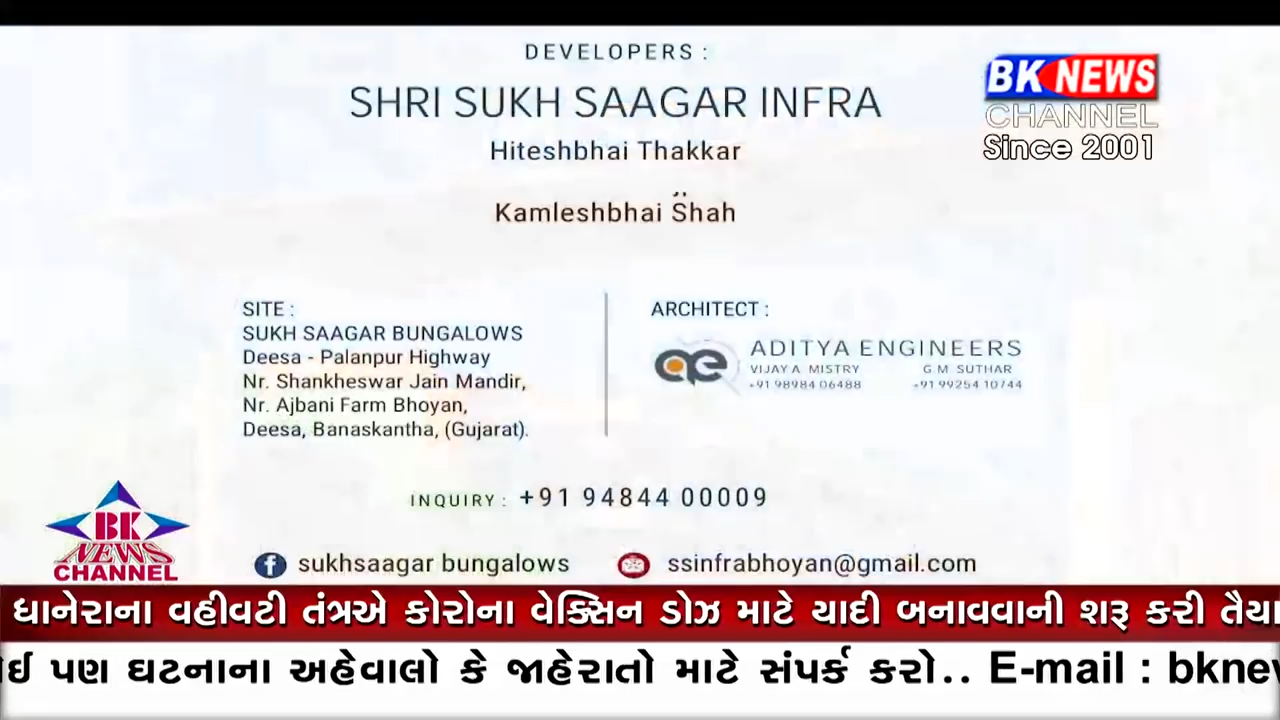 DEVELOPERS :
SHRI SUKH SAAGAR INFRA
Hiteshbhai Thakkar
Kamleshbhai Shah
BK NEWS
CHANNEL
Since 2001
SITE :
SUKH SAAGAR BUNGALOWS
Deesa - Palanpur Highway
Nr. Shankheswar Jain Mandir,
Nr. Ajbani Farm Bhoyan,
Deesa, Banaskantha, (Gujarat).
ARCHITECT :
ae
ADITYA ENGINEERS
VIJAY A MISTRY G.M SUTHAR
+91 98984 06488 +91 99254 10744
INQUIRY : +91 94844 00009
BK
NEWS
CHANNEL
sukhsaagar bungalows ssinfrabhoyan@gmail.com
ધાનેરાના વહીવટી તંત્રએ કોરોના વેક્સિન ડોઝ માટે યાદી બનાવવાની શરૂ કરી તૈયા
ઈ પણ ઘટનાના અહેવાલો કે જાહેરાતો માટે સંપર્ક કરો.. E-mail : bknew